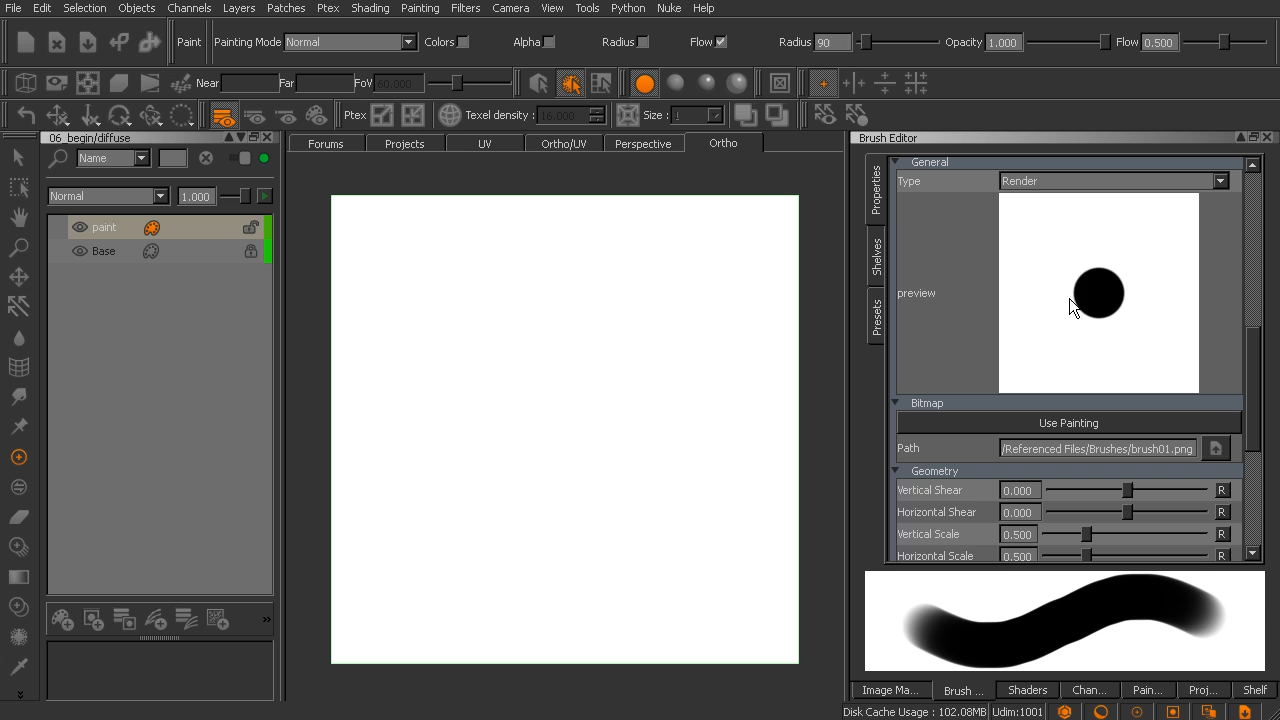 File Edit Selection Objects Channels Layers Patches Ptex Shading Painting Filters Camera View Tools Python Nuke Help
Paint Painting Mode Normal Colors Alpha Radius Flow Radius 90 Opacity 1.000 Flow 0.500
Near Far FoV 60.000
Ptex Texel density : 16.000 Size : 1
06_begin/diffuse
Name
Normal 1.000
paint
Base
Forums Projects UV Ortho/UV Perspective Ortho
Brush Editor
Properties
Shelves
Presets
General
Type Render
preview
Bitmap
Use Painting
Path /Referenced Files/Brushes/brush01.png
Geometry
Vertical Shear 0.000 R
Horizontal Shear 0.000 R
Vertical Scale 0.500 R
Horizontal Scale 0.500 R
Image Ma... Brush ... Shaders Chan... Pain... Proj... Shelf
Disk Cache Usage : 102.08MB Udim:1001